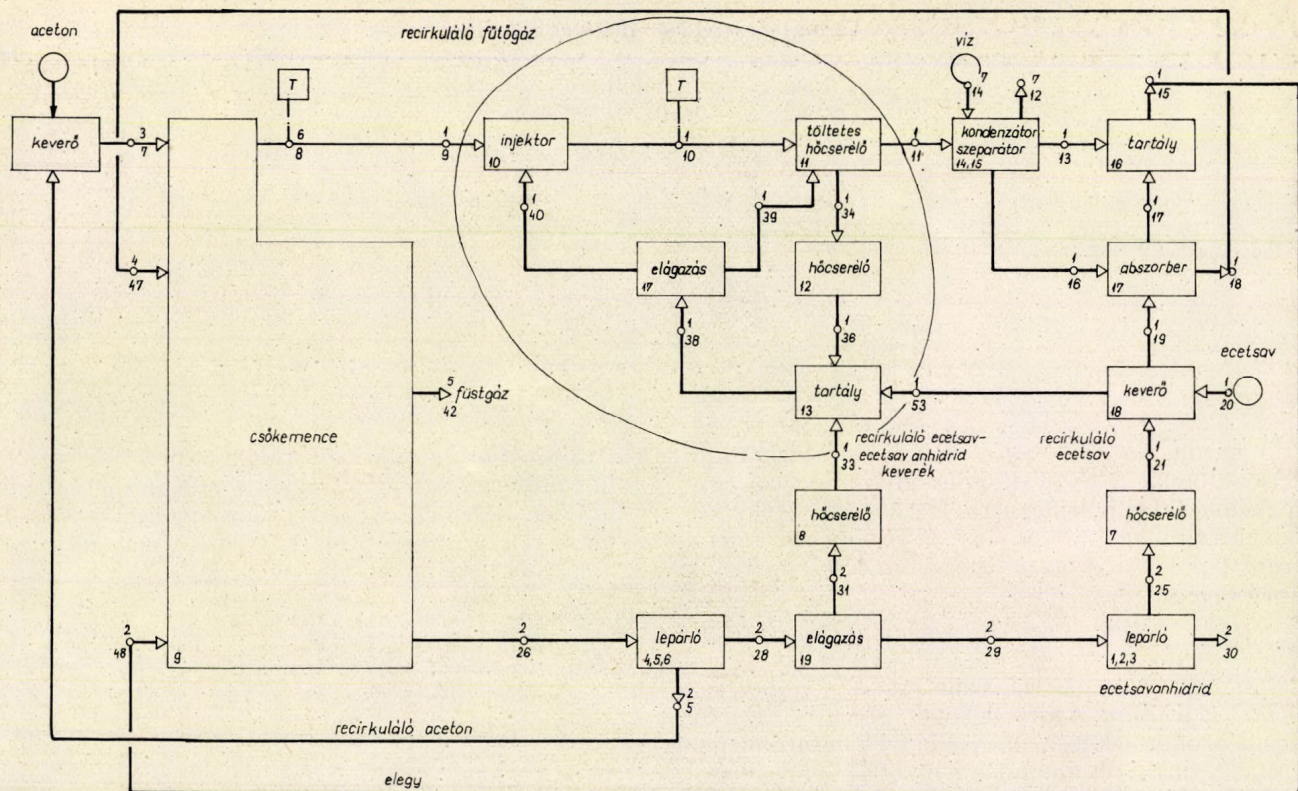 aceton
recirkuláló fűtőgáz
víz
T
T
7
14
7
12
1
15
keverő
3
7
6
8
1
9
injektor
10
1
10
töltetes
hőcserélő
11
1
11
kondenzátor
szeparátor
14,15
1
13
tartály
16
1
40
1
39
1
34
1
17
4
47
elágazás
17
hőcserélő
12
1
16
abszorber
17
1
18
1
38
1
36
1
19
ecetsav
5
42
füstgáz
tartály
13
1
53
keverő
18
1
20
csőkemence
1
33
recirkuláló ecetsav-
ecetsav anhidrid
keverék
recirkuláló
ecetsav
1
21
hőcserélő
8
hőcserélő
7
2
31
2
25
2
48
9
2
26
lepárló
4,5,6
2
28
elágazás
19
2
29
lepárló
1,2,3
2
30
ecetsavanhidrid
2
5
recirkuláló aceton
elegy